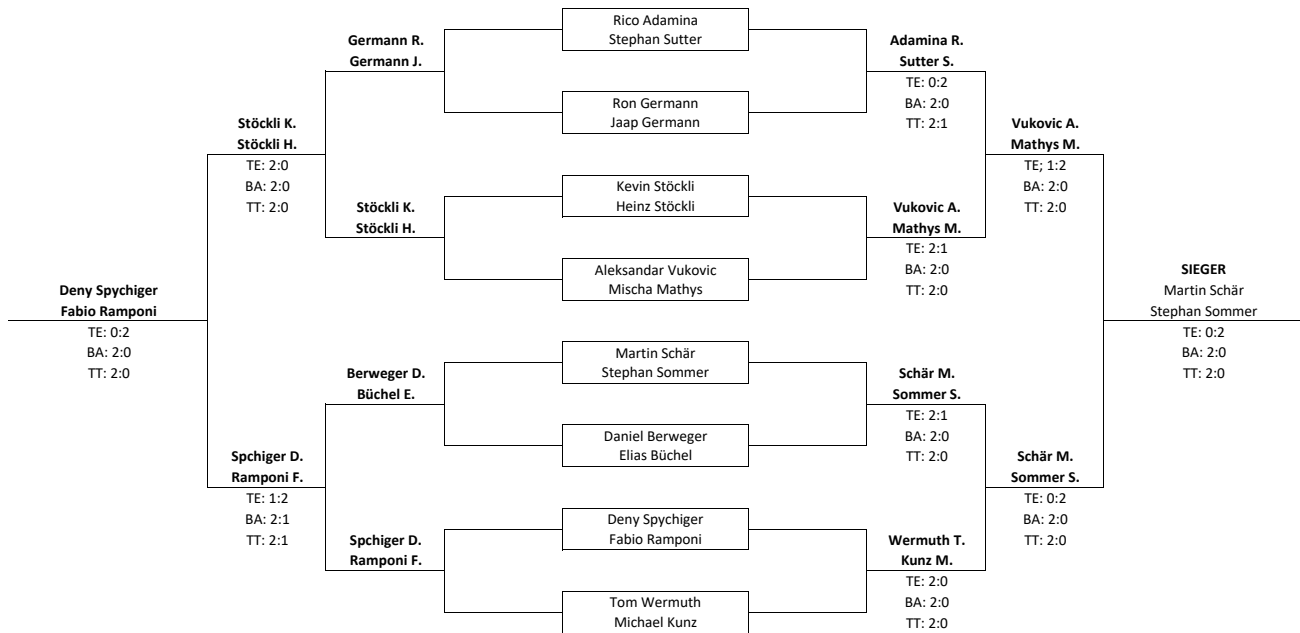 Rico Adamina
Stephan Sutter
Germann R.
Germann J.
Adamina R.
Sutter S.
TE: 0:2
BA: 2:0
TT: 2:1
Ron Germann
Jaap Germann
Stöckli K.
Stöckli H.
TE: 2:0
BA: 2:0
TT: 2:0
Vukovic A.
Mathys M.
TE; 1:2
BA: 2:0
TT: 2:0
Kevin Stöckli
Heinz Stöckli
Stöckli K.
Stöckli H.
Vukovic A.
Mathys M.
TE: 2:1
BA: 2:0
TT: 2:0
Aleksandar Vukovic
Mischa Mathys
Deny Spychiger
Fabio Ramponi
TE: 0:2
BA: 2:0
TT: 2:0
SIEGER
Martin Schär
Stephan Sommer
TE: 0:2
BA: 2:0
TT: 2:0
Martin Schär
Stephan Sommer
Berweger D.
Büchel E.
Schär M.
Sommer S.
TE: 2:1
BA: 2:0
TT: 2:0
Daniel Berweger
Elias Büchel
Spchiger D.
Ramponi F.
TE: 1:2
BA: 2:1
TT: 2:1
Schär M.
Sommer S.
TE: 0:2
BA: 2:0
TT: 2:0
Deny Spychiger
Fabio Ramponi
Spchiger D.
Ramponi F.
Wermuth T.
Kunz M.
TE: 2:0
BA: 2:0
TT: 2:0
Tom Wermuth
Michael Kunz